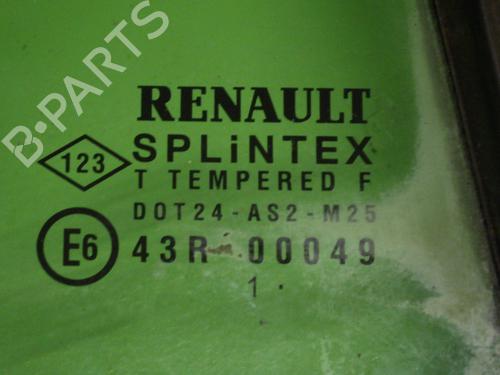 B·PARTS
RENAULT
SPLiNTEX
123
T TEMPERED F
DOT24-AS2-M25
E6
43R-00049
1 ·